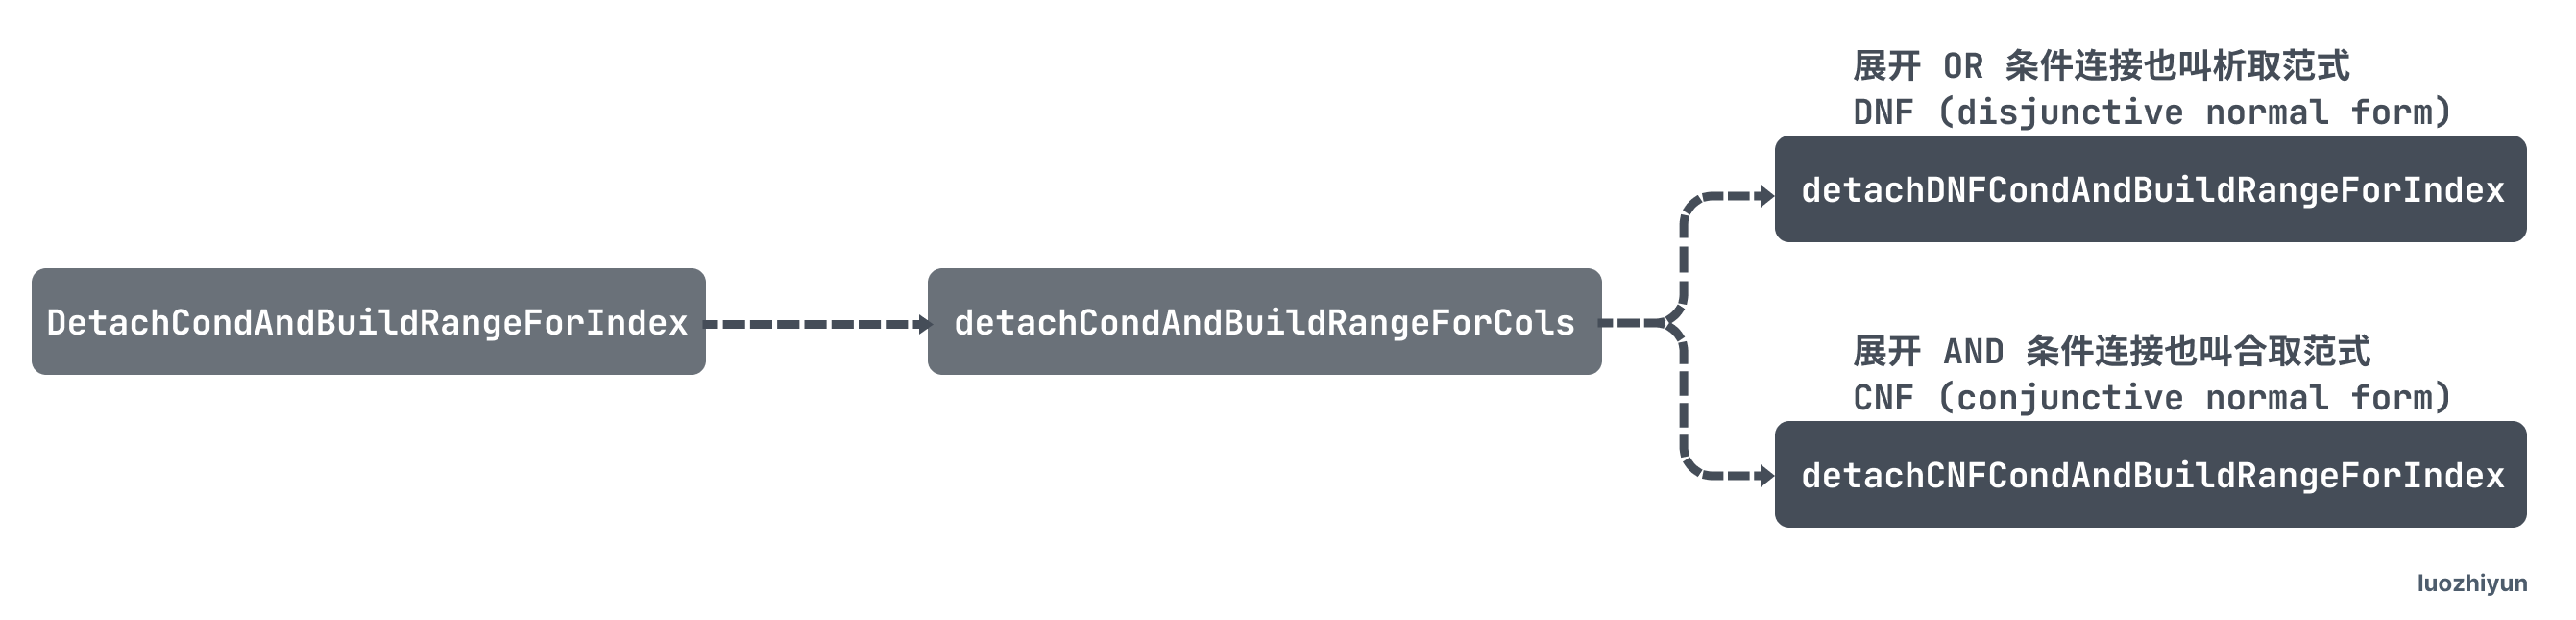 DetachCondAndBuildRangeForIndex
detachCondAndBuildRangeForCols
展开 OR 条件连接也叫析取范式
DNF (disjunctive normal form)
detachDNFCondAndBuildRangeForIndex
展开 AND 条件连接也叫合取范式
CNF (conjunctive normal form)
detachCNFCondAndBuildRangeForIndex
luozhiyun